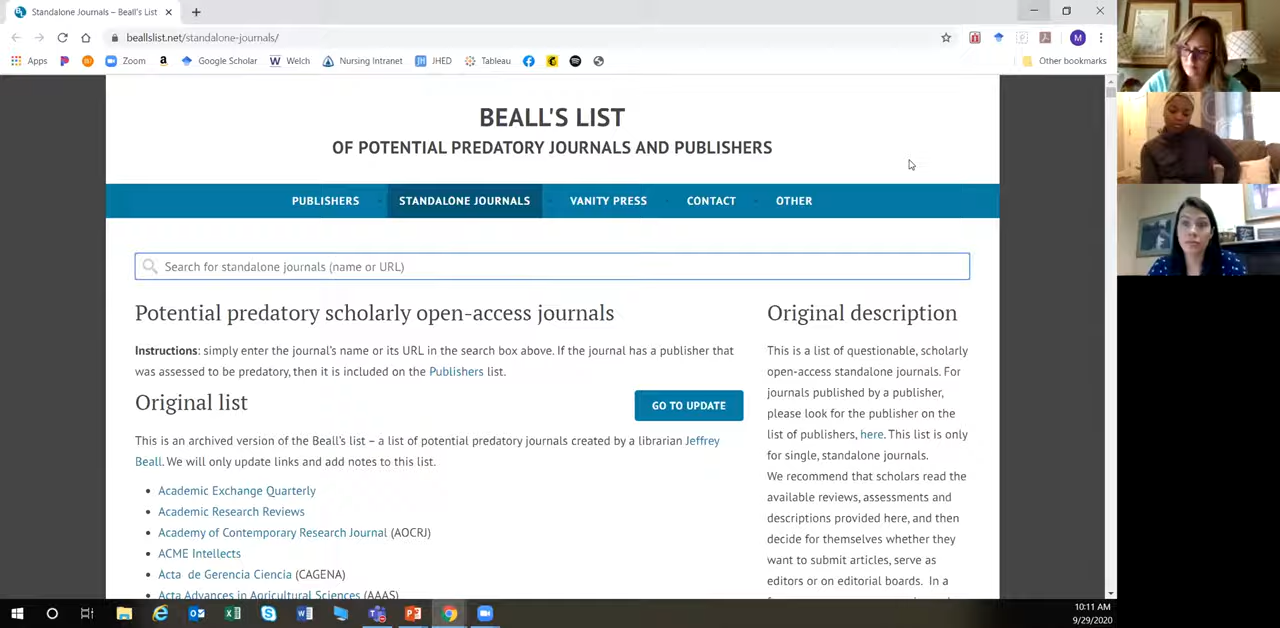 Standalone Journals – Beall's List
beallslist.net/standalone-journals/
M
Apps
Zoom
Google Scholar
Welch
Nursing Intranet
JHED
Tableau
Other bookmarks
BEALL'S LIST
OF POTENTIAL PREDATORY JOURNALS AND PUBLISHERS
PUBLISHERS STANDALONE JOURNALS VANITY PRESS CONTACT OTHER
Search for standalone journals (name or URL)
Potential predatory scholarly open-access journals
Instructions: simply enter the journal's name or its URL in the search box above. If the journal has a publisher that
was assessed to be predatory, then it is included on the Publishers list.
Original list
GO TO UPDATE
This is an archived version of the Beall's list – a list of potential predatory journals created by a librarian Jeffrey
Beall. We will only update links and add notes to this list.
Academic Exchange Quarterly
Academic Research Reviews
Academy of Contemporary Research Journal (AOCRJ)
ACME Intellects
Acta de Gerencia Ciencia (CAGENA)
Acta Advances in Agricultural Sciences (AAAS)
Original description
This is a list of questionable, scholarly
open-access standalone journals. For
journals published by a publisher,
please look for the publisher on the
list of publishers, here. This list is only
for single, standalone journals.
We recommend that scholars read the
available reviews, assessments and
descriptions provided here, and then
decide for themselves whether they
want to submit articles, serve as
editors or on editorial boards. In a
10:11 AM
9/29/2020